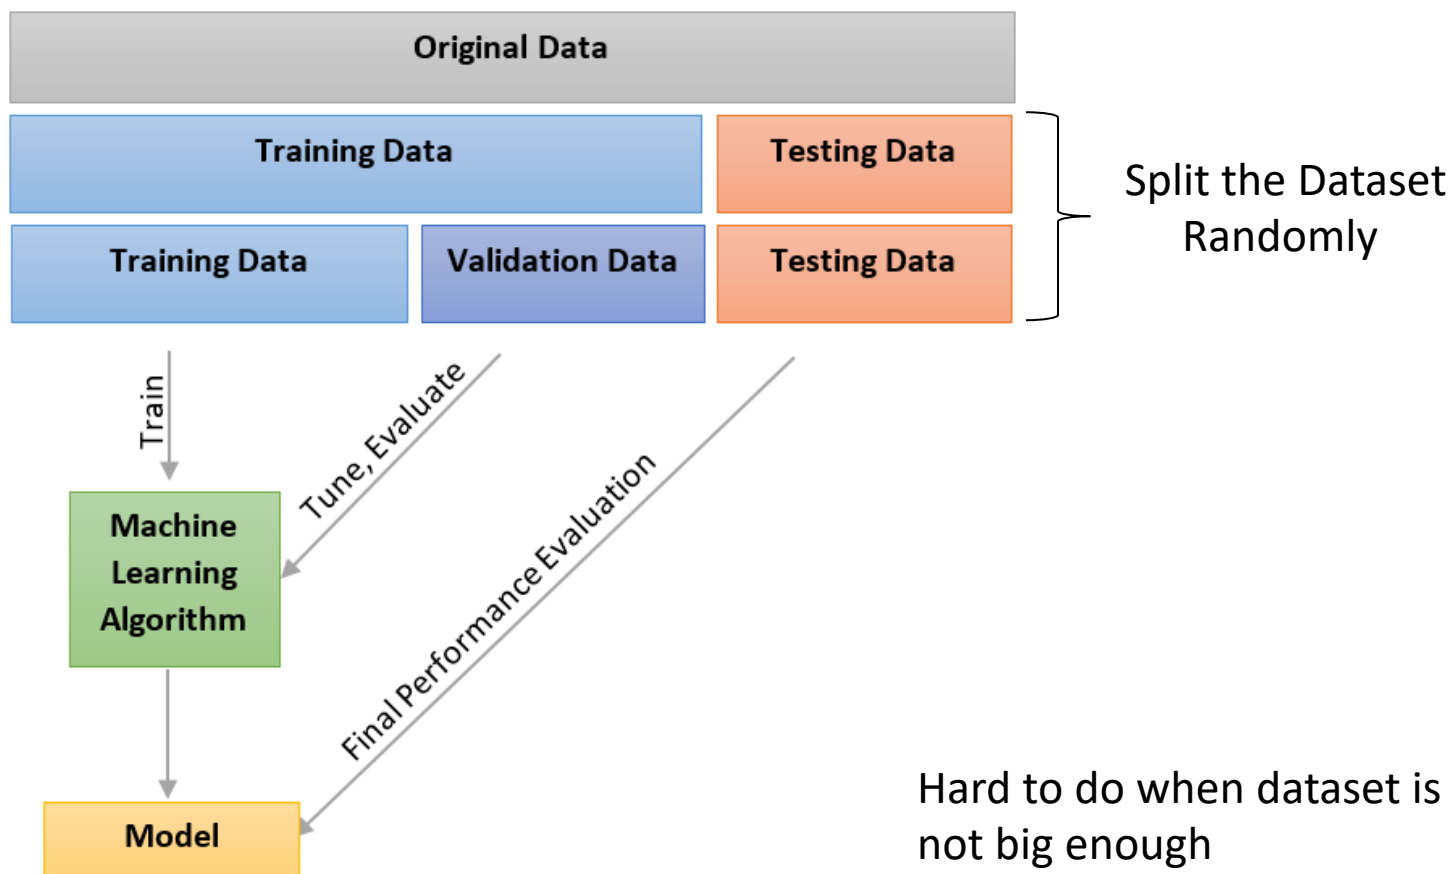 Original Data
Training Data
Testing Data
Split the Dataset
Randomly
Training Data
Validation Data
Testing Data
Train
Tune, Evaluate
Final Performance Evaluation
Machine
Learning
Algorithm
Model
Hard to do when dataset is
not big enough